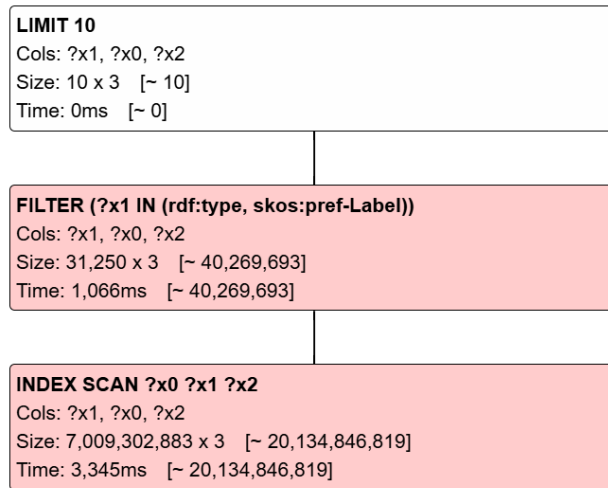 LIMIT 10
Cols: ?x1, ?x0, ?x2
Size: 10 x 3 [~ 10]
Time: 0ms [~ 0]
FILTER (?x1 IN (rdf:type, skos:pref-Label))
Cols: ?x1, ?x0, ?x2
Size: 31,250 x 3 [~ 40,269,693]
Time: 1,066ms [~ 40,269,693]
INDEX SCAN ?x0 ?x1 ?x2
Cols: ?x1, ?x0, ?x2
Size: 7,009,302,883 x 3 [~ 20,134,846,819]
Time: 3,345ms [~ 20,134,846,819]